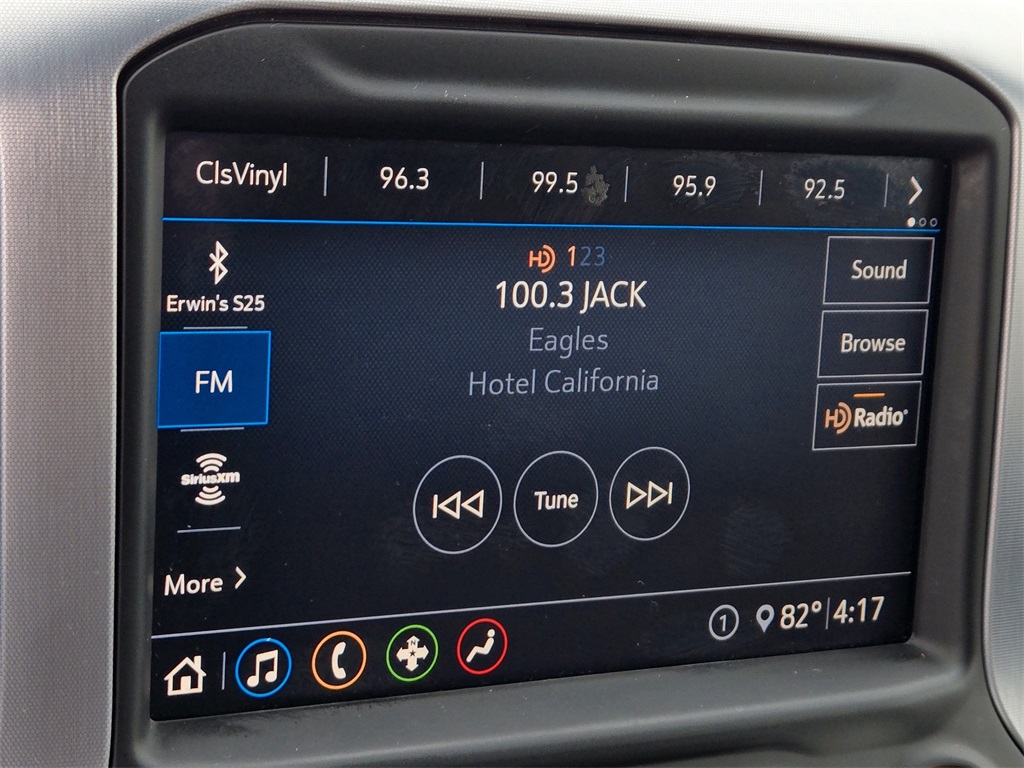 ClsVinyl 96.3 99.5 95.9 92.5
HD 123
100.3 JACK
Eagles
Hotel California
Erwin's S25
FM
SiriusXM
More
Sound
Browse
HD Radio
Tune
N
1 82° 4:17